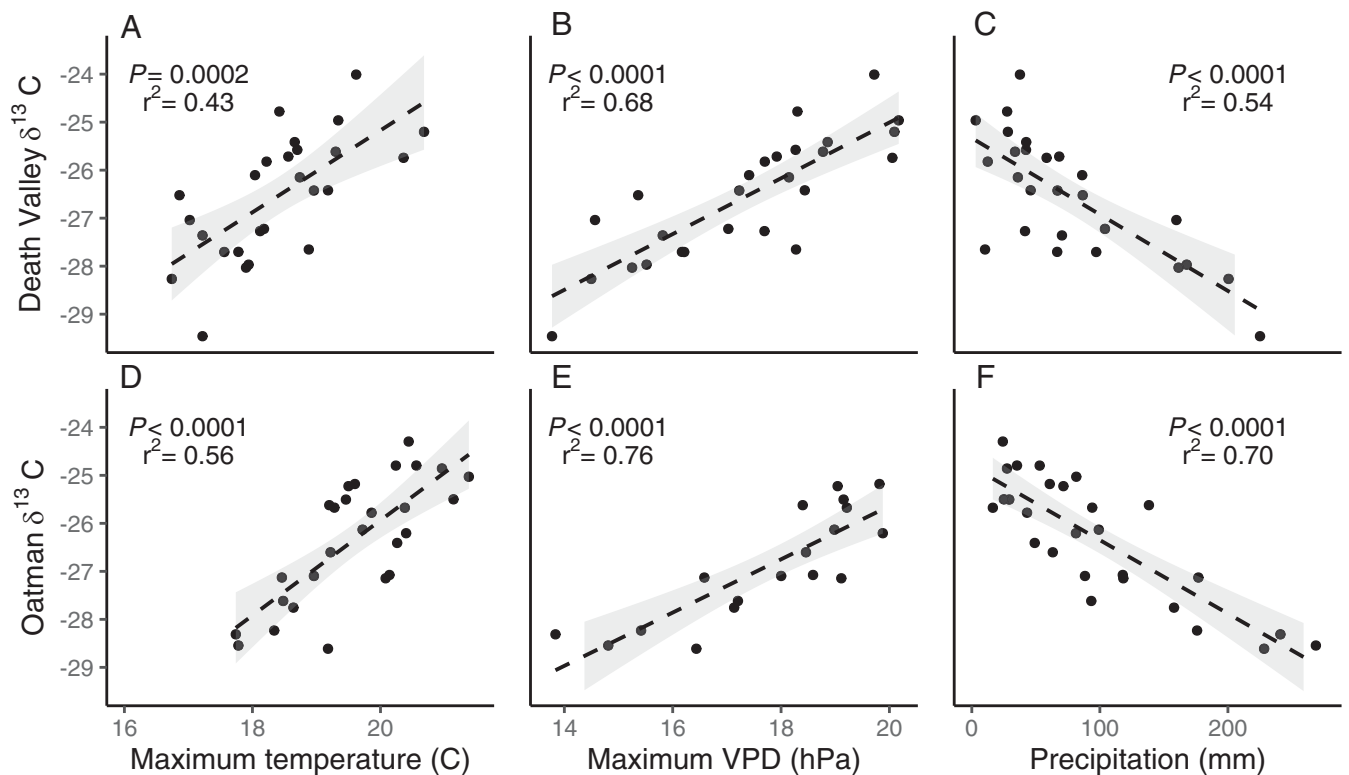 A
B
C
P= 0.0002
r²= 0.43
P< 0.0001
r²= 0.68
P< 0.0001
r²= 0.54
Death Valley δ¹³ C
-24
-25
-26
-27
-28
-29
D
E
F
P< 0.0001
r²= 0.56
P< 0.0001
r²= 0.76
P< 0.0001
r²= 0.70
Oatman δ¹³ C
-24
-25
-26
-27
-28
-29
16 18 20
14 16 18 20
0 100 200
Maximum temperature (C)
Maximum VPD (hPa)
Precipitation (mm)